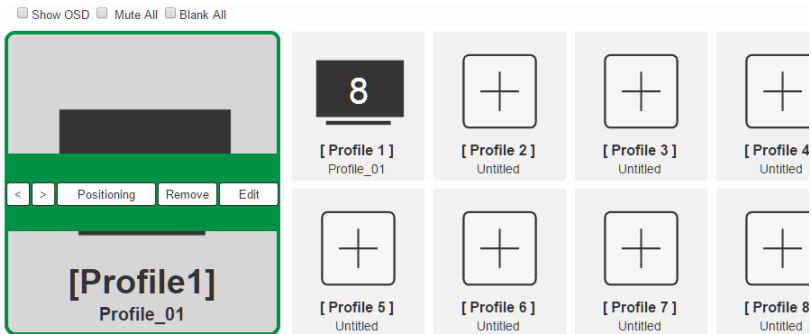 Show OSD Mute All Blank All
8
[ Profile 1 ] [ Profile 2 ] [ Profile 3 ] [ Profile 4
Profile_01 Untitled Untitled Untitled
< > Positioning Remove Edit
[Profile1]
Profile_01
[ Profile 5 ] [ Profile 6 ] [ Profile 7 ] [ Profile 8
Untitled Untitled Untitled Untitled